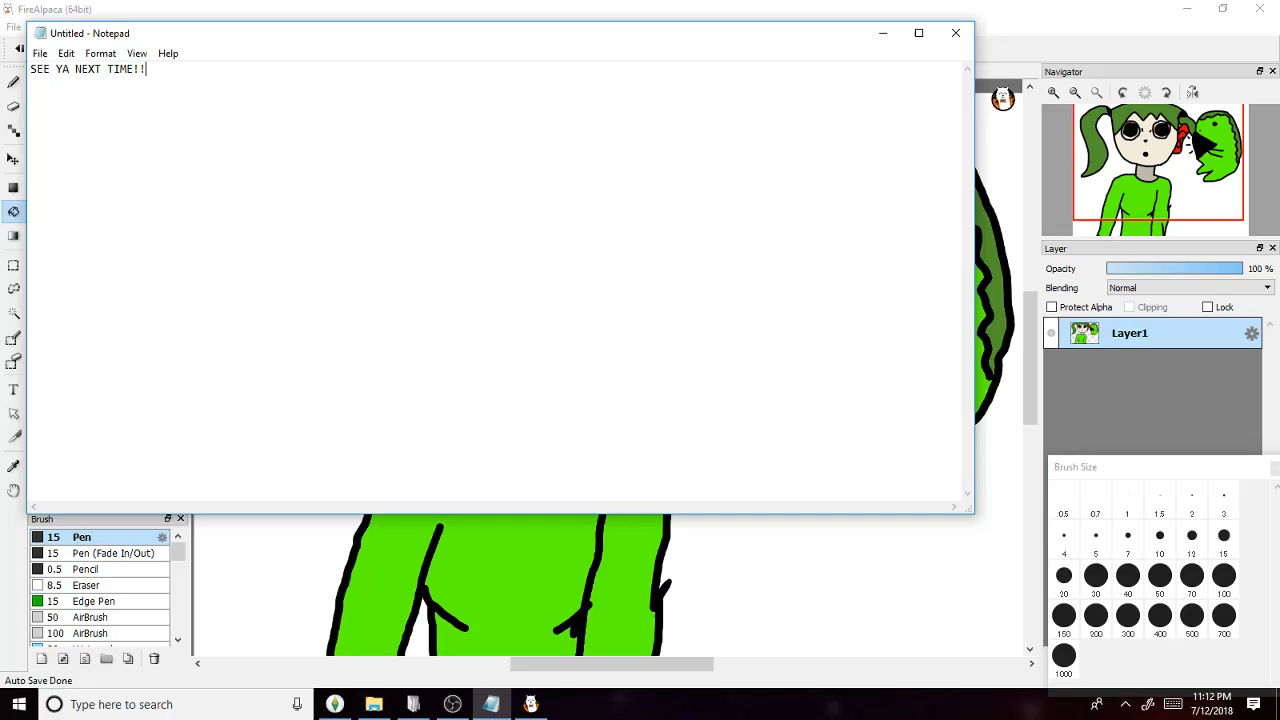 FireAlpaca (64bit)
File
Untitled - Notepad
File Edit Format View Help
SEE YA NEXT TIME!!
Navigator
Layer
Opacity 100 %
Blending Normal
Protect Alpha Clipping Lock
Layer1
Brush Size
0.5 0.7 1 1.5 2 3
4 5 7 10 12 15
20 30 40 50 70 100
150 200 300 400 500 700
1000
Brush
15 Pen
15 Pen (Fade In/Out)
0.5 Pencil
8.5 Eraser
15 Edge Pen
50 AirBrush
100 AirBrush
Auto Save Done
Type here to search
11:12 PM
7/12/2018